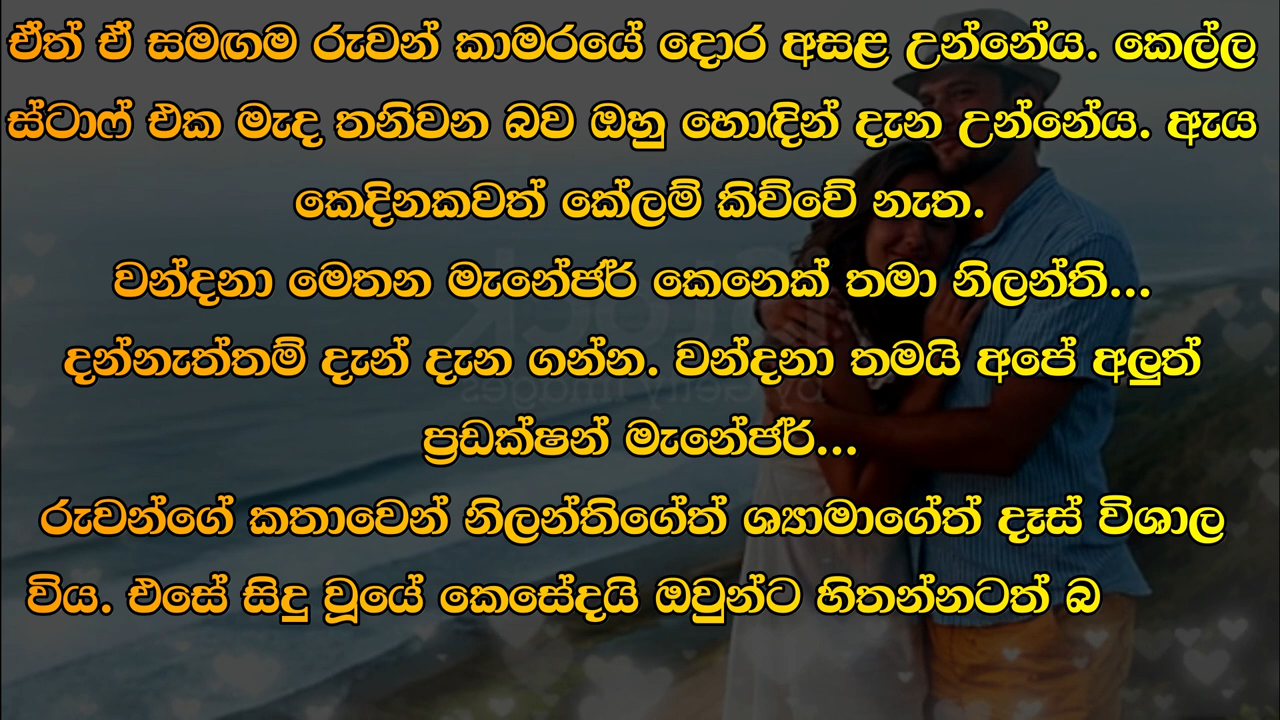 ඒත් ඒ සමඟම රුවන් කාමරයේ දොර අසළ උන්නේය. කෙල්ල
ස්ටාෆ් එක මැද තනිවන බව ඔහු හොඳින් දැන උන්නේය. ඇය
කෙදිනකවත් කේලම් කිව්වේ නැත.
වන්දනා මෙතන මැනේජර් කෙනෙක් තමා නිලන්ති...
දන්නැත්තම් දැන් දැන ගන්න. වන්දනා තමයි අපේ අලුත්
ප්‍රඩක්ෂන් මැනේජර්...
රුවන්ගේ කතාවෙන් නිලන්තිගේත් ශ්‍යාමාගේත් දෑස් විශාල
විය. එසේ සිදු වූයේ කෙසේදයි ඔවුන්ට හිතන්නටත් බ